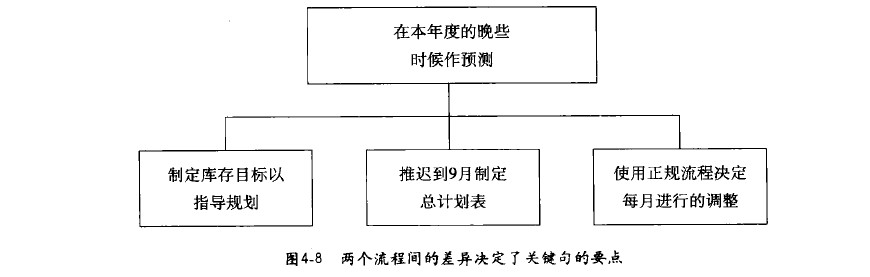 在本年度的晚些
时候作预测
制定库存目标以
指导规划
推迟到9月制定
总计划表
使用正规流程决定
每月进行的调整
图4-8 两个流程间的差异决定了关键句的要点